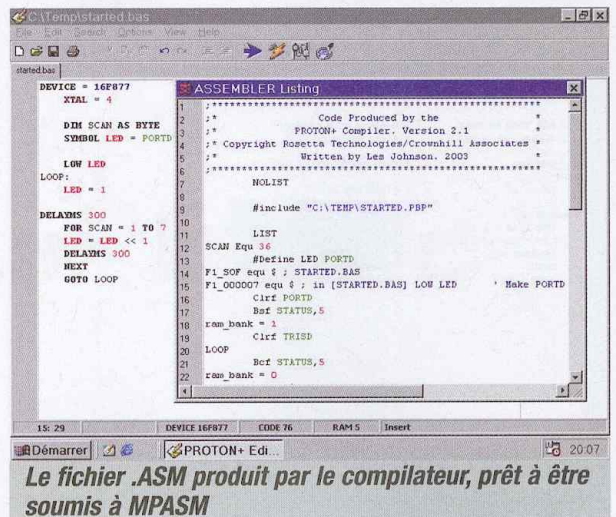 C:\Temp\started.bas
File Edit Search Options View Help
started.bas
DEVICE = 16F877
XTAL = 4
DIM SCAN AS BYTE
SYMBOL LED = PORTD
LOW LED
LOOP:
LED = 1
DELAYMS 300
FOR SCAN = 1 TO 7
LED = LED << 1
DELAYMS 300
NEXT
GOTO LOOP
ASSEMBLER Listing
1 ;****************************************************
2 ;* Code Produced by the *
3 ;* PROTON+ Compiler. Version 2.1 *
4 ;* Copyright Rosetta Technologies/Crownhill Associates *
5 ;* Written by Les Johnson. 2003 *
6 ;****************************************************
7 NOLIST
8
9 #include "C:\TEMP\STARTED.PBP"
10
11 LIST
12 SCAN Equ 36
13 #Define LED PORTD
14 F1_SOF equ $ ; STARTED.BAS
15 F1_000007 equ $ ; in [STARTED.BAS] LOW LED ' Make PORTD
16 Clrf PORTD
17 Bsf STATUS,5
18 ram_bank = 1
19 Clrf TRISD
20 LOOP
21 Bcf STATUS,5
22 ram_bank = 0
15: 29 DEVICE 16F877 CODE 76 RAM 5 Insert
Démarrer PROTON+ Edi... 20:07
Le fichier .ASM produit par le compilateur, prêt à être
soumis à MPASM